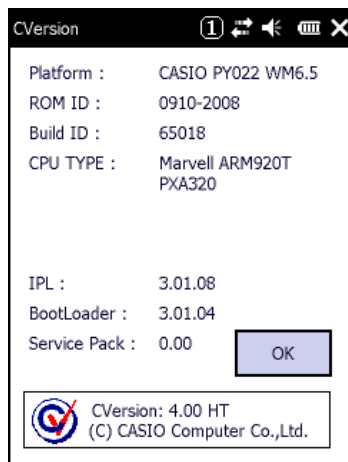 CVersion 1
Platform : CASIO PY022 WM6.5
ROM ID : 0910-2008
Build ID : 65018
CPU TYPE : Marvell ARM920T
PXA320
IPL : 3.01.08
BootLoader : 3.01.04
Service Pack : 0.00
OK
CVersion: 4.00 HT
(C) CASIO Computer Co.,Ltd.